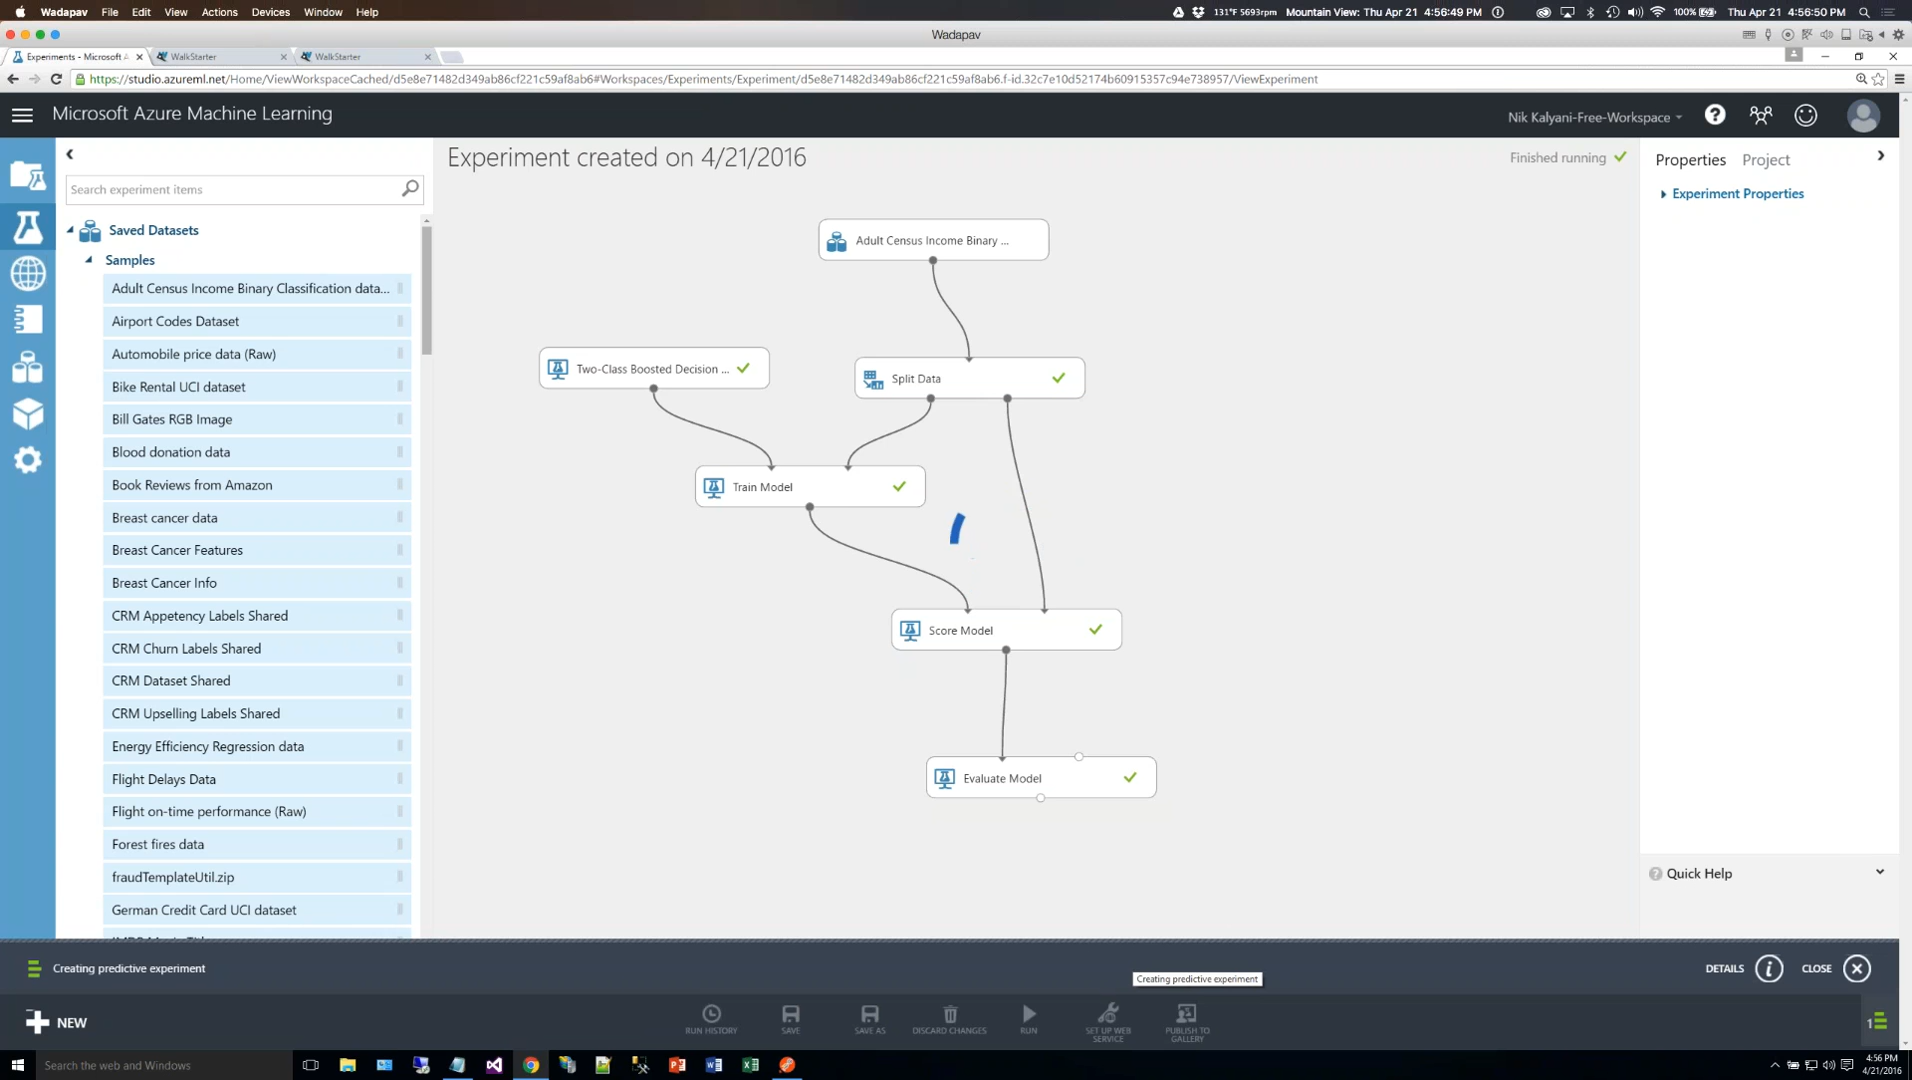 Wadapav File Edit View Actions Devices Window Help
131°F 5693rpm Mountain View: Thu Apr 21 4:56:49 PM 100% Thu Apr 21 4:56:50 PM
Wadapav
Experiments - Microsoft A WalkStarter WalkStarter
https://studio.azureml.net/Home/ViewWorkspaceCached/d5e8e71482d349ab86cf221c59af8ab6#Workspaces/Experiments/Experiment/d5e8e71482d349ab86cf221c59af8ab6.f-id.32c7e10d52174b60915357c94e738957/ViewExperiment
Microsoft Azure Machine Learning
Nik Kalyani-Free-Workspace
Experiment created on 4/21/2016
Finished running
Properties Project
Experiment Properties
Search experiment items
Saved Datasets
Samples
Adult Census Income Binary Classification data...
Airport Codes Dataset
Automobile price data (Raw)
Bike Rental UCI dataset
Bill Gates RGB Image
Blood donation data
Book Reviews from Amazon
Breast cancer data
Breast Cancer Features
Breast Cancer Info
CRM Appetency Labels Shared
CRM Churn Labels Shared
CRM Dataset Shared
CRM Upselling Labels Shared
Energy Efficiency Regression data
Flight Delays Data
Flight on-time performance (Raw)
Forest fires data
fraudTemplateUtil.zip
German Credit Card UCI dataset
Adult Census Income Binary ...
Two-Class Boosted Decision ...
Split Data
Train Model
Score Model
Evaluate Model
Quick Help
Creating predictive experiment
Creating predictive experiment
DETAILS CLOSE
NEW
RUN HISTORY
SAVE
SAVE AS
DISCARD CHANGES
RUN
SET UP WEB
SERVICE
PUBLISH TO
GALLERY
1
Search the web and Windows
4:56 PM
4/21/2016